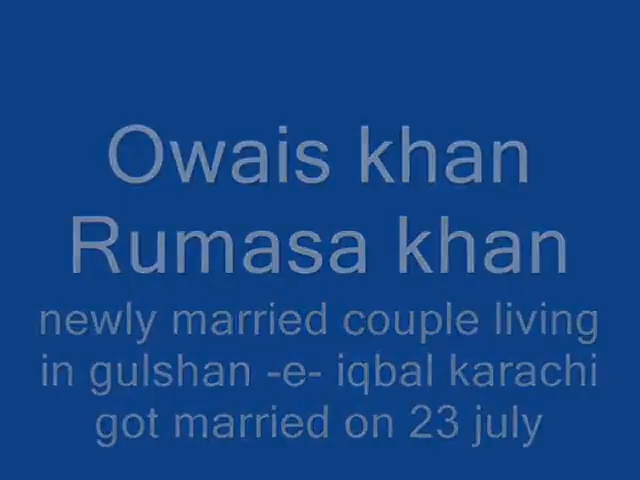 Owais khan
Rumasa khan
newly married couple living
in gulshan -e- iqbal karachi
got married on 23 july